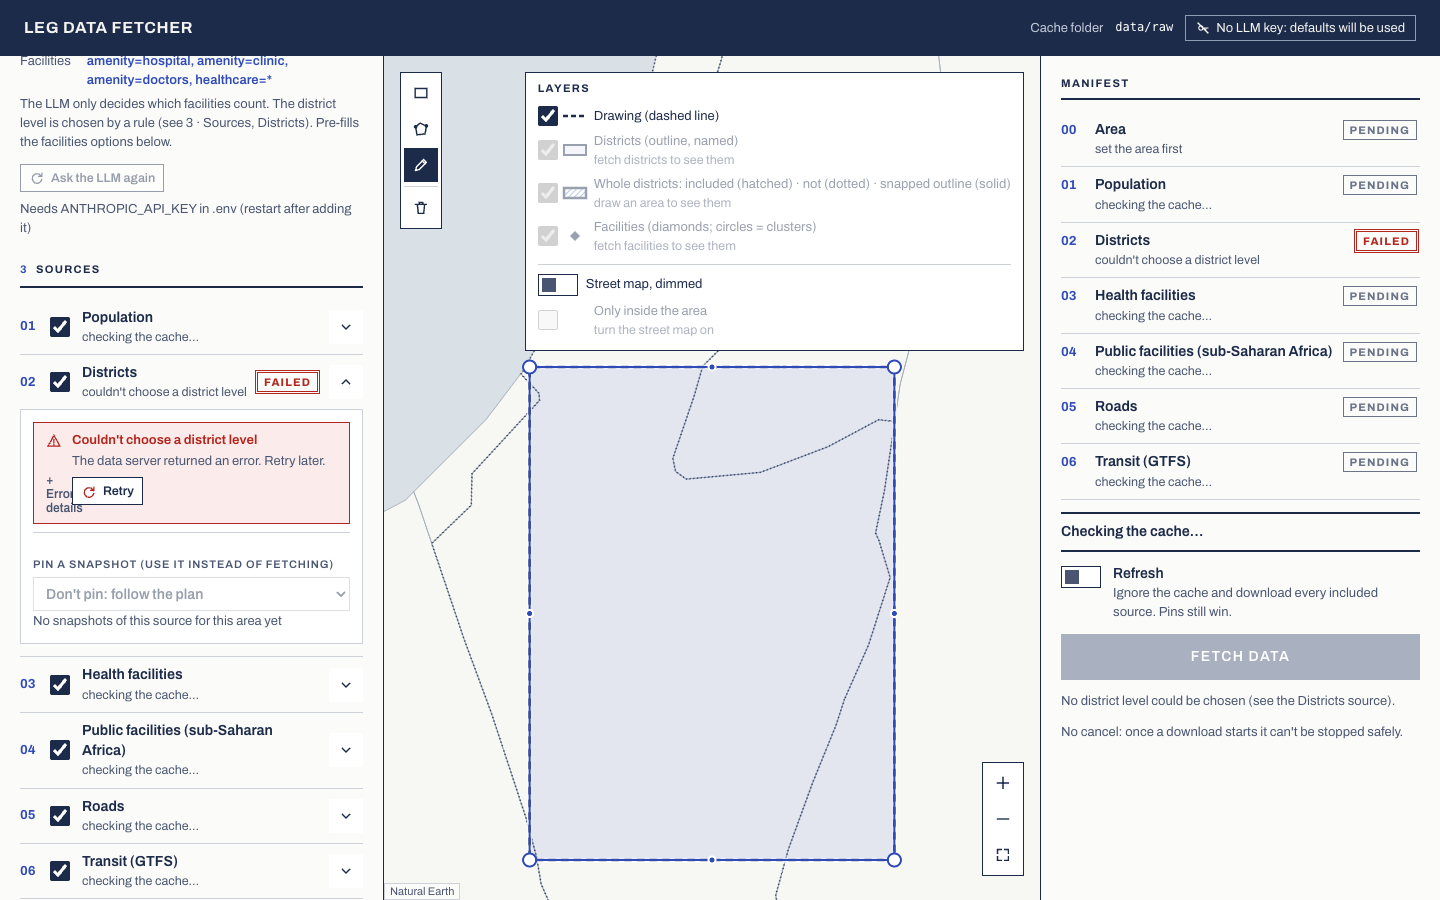 LEG DATA FETCHER
Cache folder data/raw No LLM key: defaults will be used
Facilities amenity=hospital, amenity=clinic,
amenity=doctors, healthcare=*
The LLM only decides which facilities count. The district
level is chosen by a rule (see 3 · Sources, Districts). Pre-fills
the facilities options below.
Ask the LLM again
Needs ANTHROPIC_API_KEY in .env (restart after adding
it)
3 SOURCES
01 Population
checking the cache...
02 Districts
couldn't choose a district level FAILED
Couldn't choose a district level
The data server returned an error. Retry later.
+
Error
details
Retry
PIN A SNAPSHOT (USE IT INSTEAD OF FETCHING)
Don't pin: follow the plan
No snapshots of this source for this area yet
03 Health facilities
checking the cache...
04 Public facilities (sub-Saharan
Africa)
checking the cache...
05 Roads
checking the cache...
06 Transit (GTFS)
checking the cache...
LAYERS
Drawing (dashed line)
Districts (outline, named)
fetch districts to see them
Whole districts: included (hatched) · not (dotted) · snapped outline (solid)
draw an area to see them
Facilities (diamonds; circles = clusters)
fetch facilities to see them
Street map, dimmed
Only inside the area
turn the street map on
Natural Earth
MANIFEST
00 Area PENDING
set the area first
01 Population PENDING
checking the cache...
02 Districts FAILED
couldn't choose a district level
03 Health facilities PENDING
checking the cache...
04 Public facilities (sub-Saharan Africa) PENDING
checking the cache...
05 Roads PENDING
checking the cache...
06 Transit (GTFS) PENDING
checking the cache...
Checking the cache...
Refresh
Ignore the cache and download every included
source. Pins still win.
FETCH DATA
No district level could be chosen (see the Districts source).
No cancel: once a download starts it can't be stopped safely.